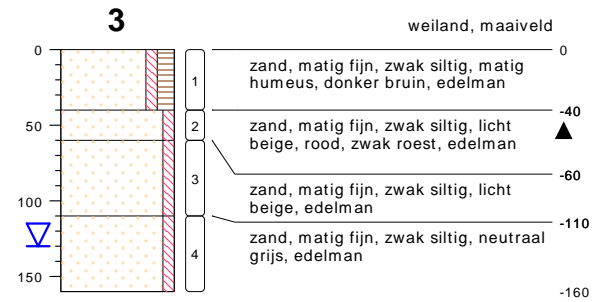 3
weiland, maaiveld
0
50
100
150
1
2
3
4
0
zand, matig fijn, zwak siltig, matig
humeus, donker bruin, edelman
-40
zand, matig fijn, zwak siltig, licht
beige, rood, zwak roest, edelman
-60
zand, matig fijn, zwak siltig, licht
beige, edelman
-110
zand, matig fijn, zwak siltig, neutraal
grijs, edelman
-160